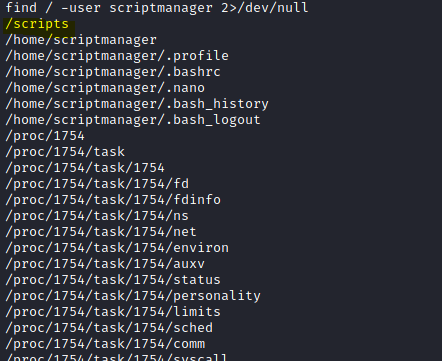 find / -user scriptmanager 2>/dev/null
/scripts
/home/scriptmanager
/home/scriptmanager/.profile
/home/scriptmanager/.bashrc
/home/scriptmanager/.nano
/home/scriptmanager/.bash_history
/home/scriptmanager/.bash_logout
/proc/1754
/proc/1754/task
/proc/1754/task/1754
/proc/1754/task/1754/fd
/proc/1754/task/1754/fdinfo
/proc/1754/task/1754/ns
/proc/1754/task/1754/net
/proc/1754/task/1754/environ
/proc/1754/task/1754/auxv
/proc/1754/task/1754/status
/proc/1754/task/1754/personality
/proc/1754/task/1754/limits
/proc/1754/task/1754/sched
/proc/1754/task/1754/comm
/proc/1754/task/1754/syscall